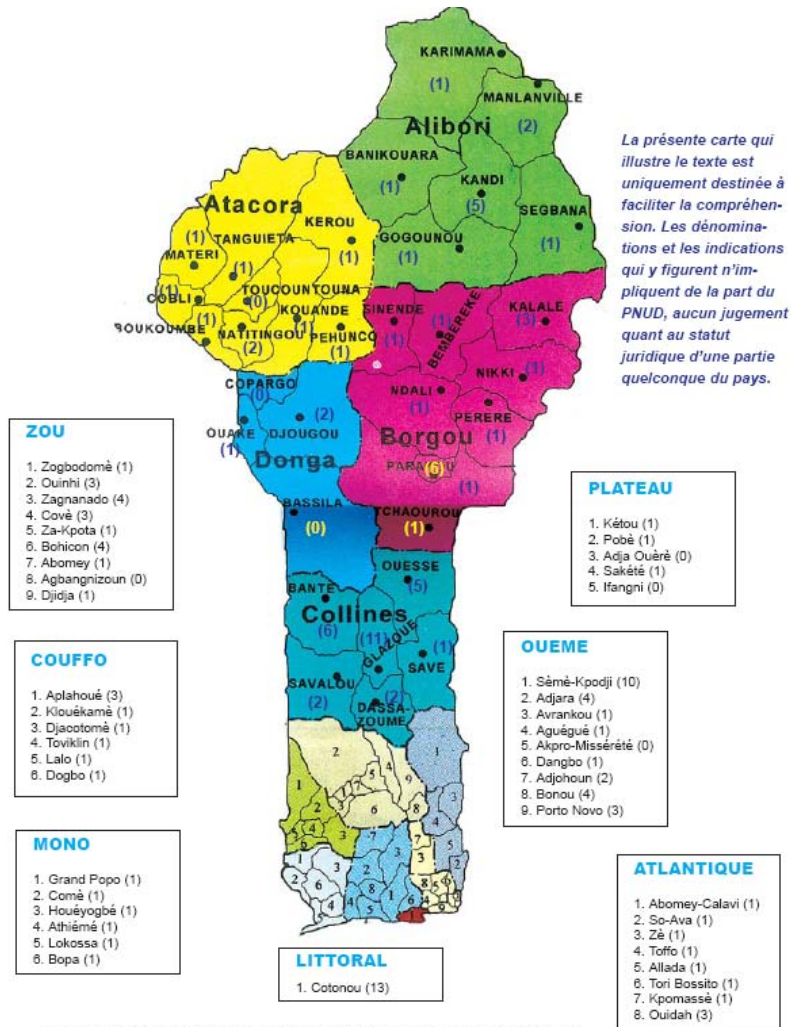 KARIMAMA
(1)
MANLANVILLE
(2)
Alibori
BANIKOUARA
(1)
KANDI
(5)
SEGBANA
(1)
GOGOUNOU
(1)
La présente carte qui
illustre le texte est
uniquement destinée à
faciliter la compréhen-
sion. Les dénomina-
tions et les indications
qui y figurent n'im-
pliquent de la part du
PNUD, aucun jugement
quant au statut
juridique d'une partie
quelconque du pays.
Atacora
KEROU
(1)
(1)
TANGUIETA
(1)
MATERI
TOUCOUNTOUNA
(0)
(1)
COBLI
KOUANDE
(1)
(1)
BOUKOUMBE
NATITINGOU
(2)
PEHUNCO
(1)
SINENDE
(1)
(1)
BEMBEREKE
KALALE
(3)
NIKKI
(1)
NDALI
(1)
PERERE
(1)
Borgou
(6)
(1)
COPARGO
(0)
(2)
OUAKE
(1)
DJOUGOU
Donga
BASSILA
(0)
TCHAOUROU
(1)
OUESSE
(5)
BANTE
(6)
Collines
(11)
GLAZOUE
(1)
SAVE
SAVALOU
(2)
(2)
DASSA-
ZOUME
ZOU
1. Zogbodomè (1)
2. Ouinhi (3)
3. Zagnanado (4)
4. Covè (3)
5. Za-Kpota (1)
6. Bohicon (4)
7. Abomey (1)
8. Agbangnizoun (0)
9. Djidja (1)
PLATEAU
1. Kétou (1)
2. Pobè (1)
3. Adja Ouèrè (0)
4. Sakété (1)
5. Ifangni (0)
COUFFO
1. Aplahoué (3)
2. Klouékamè (1)
3. Djacotomè (1)
4. Toviklin (1)
5. Lalo (1)
6. Dogbo (1)
OUEME
1. Sèmè-Kpodji (10)
2. Adjara (4)
3. Avrankou (1)
4. Aguégué (1)
5. Akpro-Missérété (0)
6. Dangbo (1)
7. Adjohoun (2)
8. Bonou (4)
9. Porto Novo (3)
MONO
1. Grand Popo (1)
2. Comè (1)
3. Houéyogbé (1)
4. Athiémé (1)
5. Lokossa (1)
6. Bopa (1)
LITTORAL
1. Cotonou (13)
ATLANTIQUE
1. Abomey-Calavi (1)
2. So-Ava (1)
3. Zè (1)
4. Toffo (1)
5. Allada (1)
6. Tori Bossito (1)
7. Kpomassè (1)
8. Ouidah (3)